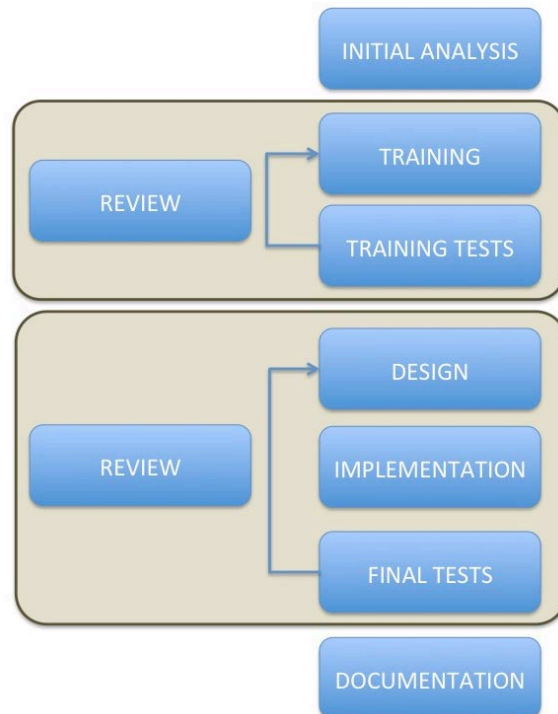 INITIAL ANALYSIS
TRAINING
REVIEW
TRAINING TESTS
DESIGN
REVIEW
IMPLEMENTATION
FINAL TESTS
DOCUMENTATION